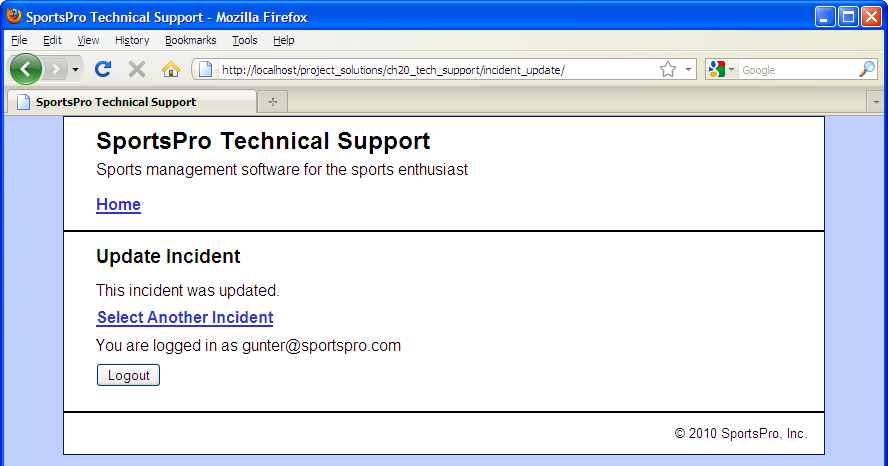 SportsPro Technical Support - Mozilla Firefox
File Edit View History Bookmarks Tools Help
http://localhost/project_solutions/ch20_tech_support/incident_update/ Google
SportsPro Technical Support
SportsPro Technical Support
Sports management software for the sports enthusiast
Home
Update Incident
This incident was updated.
Select Another Incident
You are logged in as gunter@sportspro.com
Logout
© 2010 SportsPro, Inc.